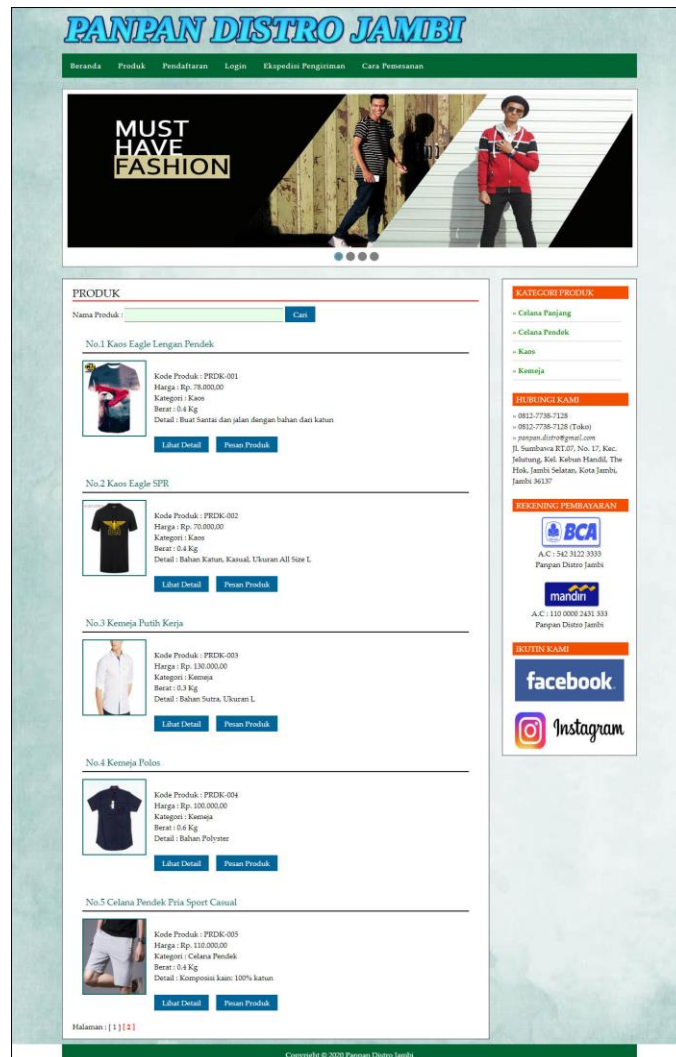 PANPAN DISTRO JAMBI
Beranda Produk Pendaftaran Login Ekspedisi Pengiriman Cara Pemesanan
MUST
HAVE
FASHION
PRODUK
Nama Produk : Cari
No.1 Kaos Eagle Lengan Pendek
Kode Produk : PRDK-001
Harga : Rp. 78.000,00
Kategori : Kaos
Berat : 0.4 Kg
Detail : Buat Santai dan jalan dengan bahan dari katun
Lihat Detail Pesan Produk
No.2 Kaos Eagle SPR
Kode Produk : PRDK-002
Harga : Rp. 70.000,00
Kategori : Kaos
Berat : 0.4 Kg
Detail : Bahan Katun, Kasual, Ukuran All Size L
Lihat Detail Pesan Produk
No.3 Kemeja Putih Kerja
Kode Produk : PRDK-003
Harga : Rp. 130.000,00
Kategori : Kemeja
Berat : 0.3 Kg
Detail : Bahan Sutra, Ukuran L
Lihat Detail Pesan Produk
No.4 Kemeja Polos
Kode Produk : PRDK-004
Harga : Rp. 100.000,00
Kategori : Kemeja
Berat : 0.6 Kg
Detail : Bahan Polyster
Lihat Detail Pesan Produk
No.5 Celana Pendek Pria Sport Casual
Kode Produk : PRDK-005
Harga : Rp. 110.000,00
Kategori : Celana Pendek
Berat : 0.4 Kg
Detail : Komposisi kain: 100% katun
Lihat Detail Pesan Produk
Halaman : [ 1 ] [ 2 ]
KATEGORI PRODUK
» Celana Panjang
» Celana Pendek
» Kaos
» Kemeja
HUBUNGI KAMI
» 0812-7738-7128
» 0812-7738-7128 (Toko)
» panpan.distro@gmail.com
Jl. Sumbawa RT.07, No. 17, Kec.
Jelutung, Kel. Kebun Handil, The
Hok, Jambi Selatan, Kota Jambi,
Jambi 36137
REKENING PEMBAYARAN
BCA
A.C : 542 3122 3333
Panpan Distro Jambi
mandiri
A.C : 110 0000 2431 333
Panpan Distro Jambi
IKUTIN KAMI
facebook
Instagram
Copyright © 2020 Panpan Distro Jambi